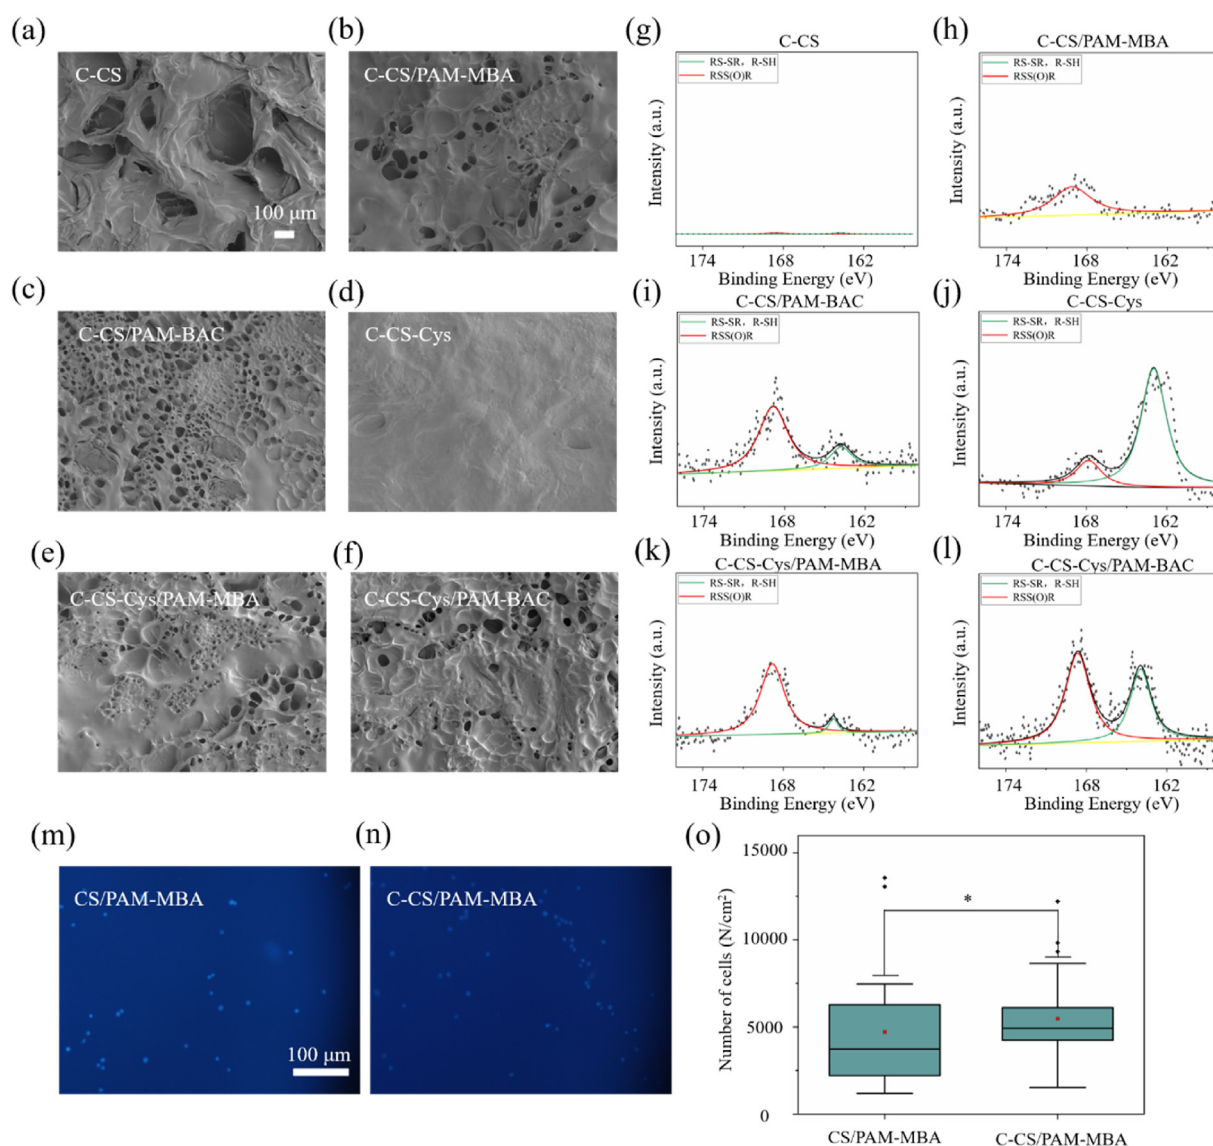 (a)
C-CS
100 μm
(b)
C-CS/PAM-MBA
(c)
C-CS/PAM-BAC
(d)
C-CS-Cys
(e)
C-CS-Cys/PAM-MBA
(f)
C-CS-Cys/PAM-BAC
(g)
C-CS
RS-SR, R-SH
RSS(O)R
Intensity (a.u.)
174 168 162
Binding Energy (eV)
(h)
C-CS/PAM-MBA
RS-SR, R-SH
RSS(O)R
Intensity (a.u.)
174 168 162
Binding Energy (eV)
(i)
C-CS/PAM-BAC
RS-SR, R-SH
RSS(O)R
Intensity (a.u.)
174 168 162
Binding Energy (eV)
(j)
C-CS-Cys
RS-SR, R-SH
RSS(O)R
Intensity (a.u.)
174 168 162
Binding Energy (eV)
(k)
C-CS-Cys/PAM-MBA
RS-SR, R-SH
RSS(O)R
Intensity (a.u.)
174 168 162
Binding Energy (eV)
(l)
C-CS-Cys/PAM-BAC
RS-SR, R-SH
RSS(O)R
Intensity (a.u.)
174 168 162
Binding Energy (eV)
(m)
CS/PAM-MBA
100 μm
(n)
C-CS/PAM-MBA
(o)
Number of cells (N/cm²)
15000
10000
5000
0
*
CS/PAM-MBA
C-CS/PAM-MBA